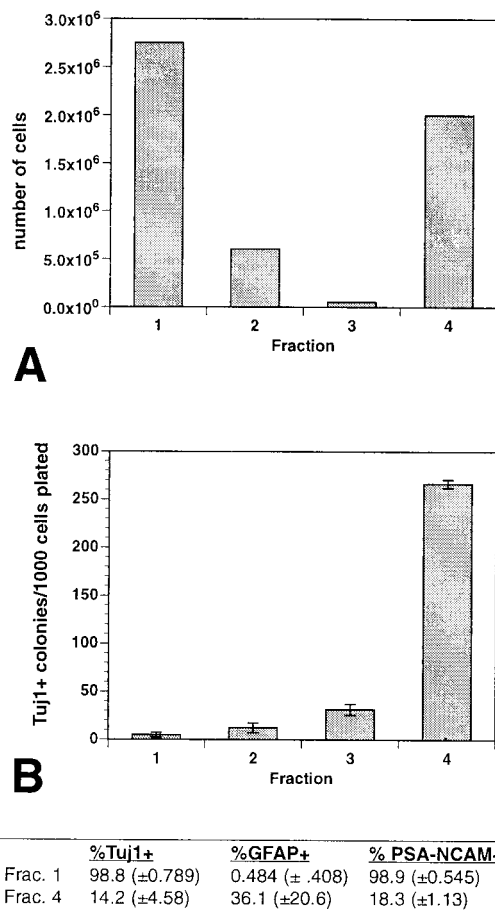 3.0x10⁶
2.5x10⁶
2.0x10⁶
1.5x10⁶
1.0x10⁶
5.0x10⁵
0.0x10⁰
number of cells
1 2 3 4
Fraction
A
300
250
200
150
100
50
0
Tuj1+ colonies/1000 cells plated
1 2 3 4
Fraction
B
%Tuj1+ %GFAP+ % PSA-NCAM-
Frac. 1 98.8 (±0.789) 0.484 (± .408) 98.9 (±0.545)
Frac. 4 14.2 (±4.58) 36.1 (±20.6) 18.3 (±1.13)